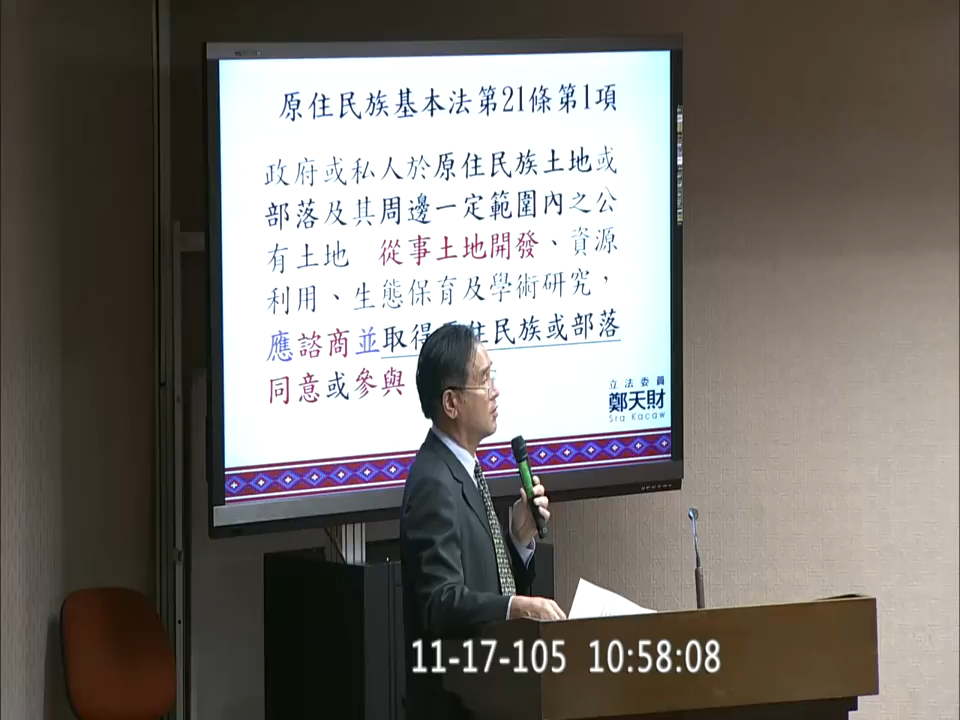 原住民族基本法第21條第1項
政府或私人於原住民族土地或
部落及其周邊一定範圍內之公
有土地 從事土地開發、資源
利用、生態保育及學術研究，
應諮商並取得 住民族或部落
同意或參與
立法委員
鄭天財
Sra Kacaw
11-17-105 10:58:08